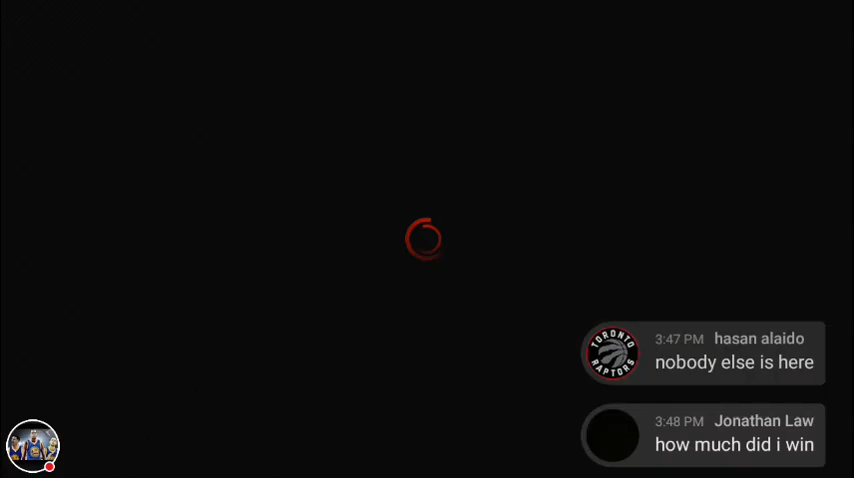 TORONTO
RAPTORS
3:47 PM hasan alaido
nobody else is here
3:48 PM Jonathan Law
how much did i win